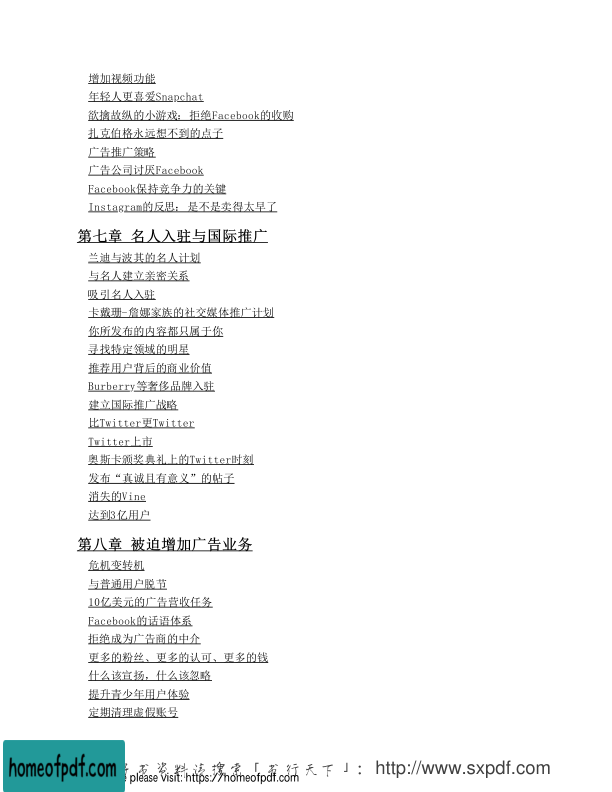 增加视频功能
年轻人更喜爱Snapchat
欲擒故纵的小游戏：拒绝Facebook的收购
扎克伯格永远想不到的点子
广告推广策略
广告公司讨厌Facebook
Facebook保持竞争力的关键
Instagram的反思：是不是卖得太早了
第七章 名人入驻与国际推广
兰迪与波其的名人计划
与名人建立亲密关系
吸引名人入驻
卡戴珊-詹娜家族的社交媒体推广计划
你所发布的内容都只属于你
寻找特定领域的明星
推荐用户背后的商业价值
Burberry等奢侈品牌入驻
建立国际推广战略
比Twitter更Twitter
Twitter上市
奥斯卡颁奖典礼上的Twitter时刻
发布“真诚且有意义”的帖子
消失的Vine
达到3亿用户
第八章 被迫增加广告业务
危机变转机
与普通用户脱节
10亿美元的广告营收任务
Facebook的话语体系
拒绝成为广告商的中介
更多的粉丝、更多的认可、更多的钱
什么该宣扬，什么该忽略
提升青少年用户体验
定期清理虚假账号
homeofpdf.com
书资料请搜索「书行天下」：http://www.sxpdf.com
please visit: https://homeofpdf.com